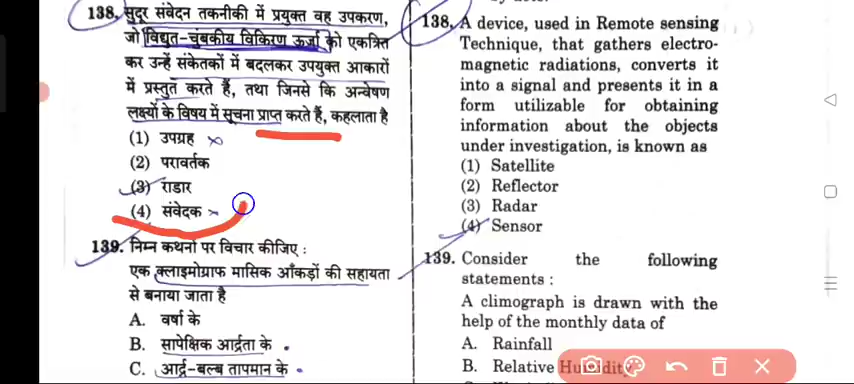 138. सुदूर संवेदन तकनीकी में प्रयुक्त वह उपकरण,
जो विद्युत-चुंबकीय विकिरण ऊर्जा को एकत्रित
कर उन्हें संकेतकों में बदलकर उपयुक्त आकारों
में प्रस्तुत करते हैं, तथा जिनसे कि अन्वेषण
लक्ष्यों के विषय में सूचना प्राप्त करते हैं, कहलाता है
(1) उपग्रह
(2) परावर्तक
(3) राडार
(4) संवेदक
139. निम्न कथनों पर विचार कीजिए :
एक क्लाइमोग्राफ मासिक आँकड़ों की सहायता
से बनाया जाता है
A. वर्षा के
B. सापेक्षिक आर्द्रता के
C. आर्द्र-बल्ब तापमान के
138. A device, used in Remote sensing
Technique, that gathers electro-
magnetic radiations, converts it
into a signal and presents it in a
form utilizable for obtaining
information about the objects
under investigation, is known as
(1) Satellite
(2) Reflector
(3) Radar
(4) Sensor
139. Consider the following
statements :
A climograph is drawn with the
help of the monthly data of
A. Rainfall
B. Relative Humidity